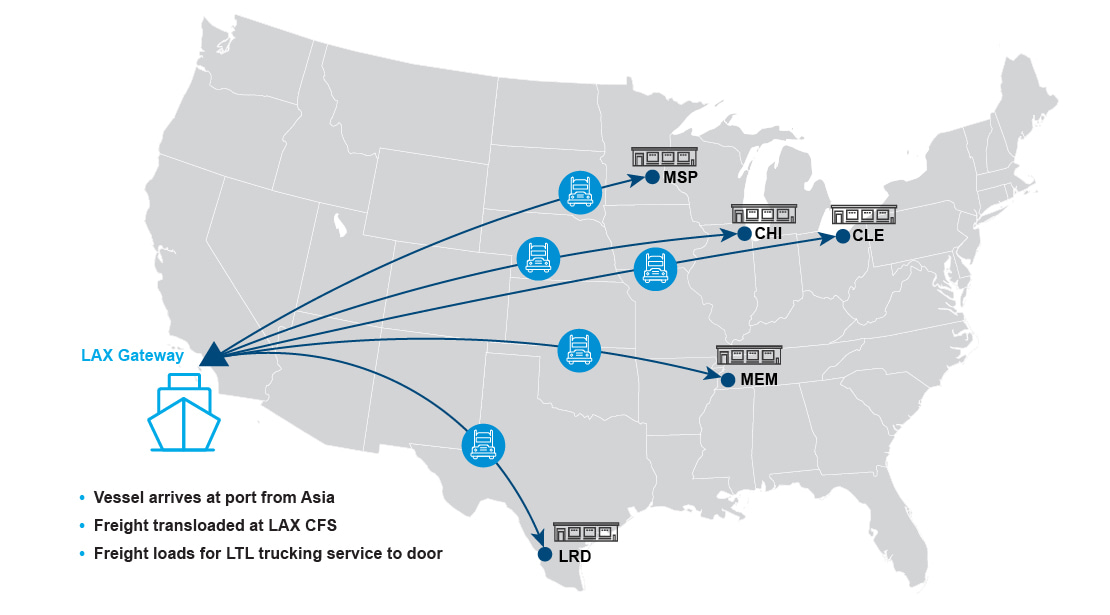 MSP
CHI
CLE
LAX Gateway
MEM
• Vessel arrives at port from Asia
• Freight transloaded at LAX CFS
• Freight loads for LTL trucking service to door
LRD